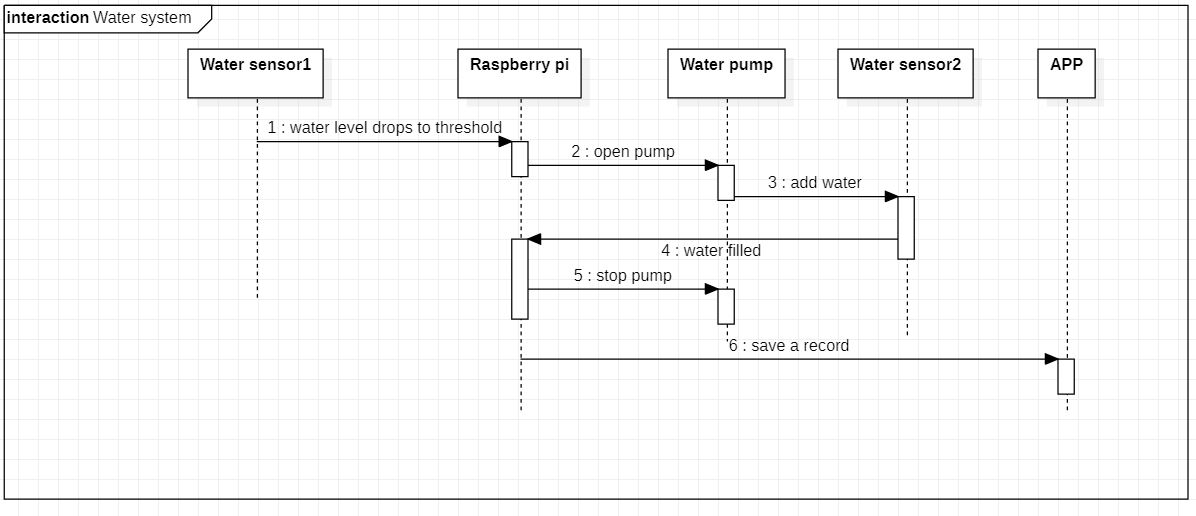 interaction Water system
Water sensor1
Raspberry pi
Water pump
Water sensor2
APP
1 : water level drops to threshold
2 : open pump
3 : add water
4 : water filled
5 : stop pump
6 : save a record